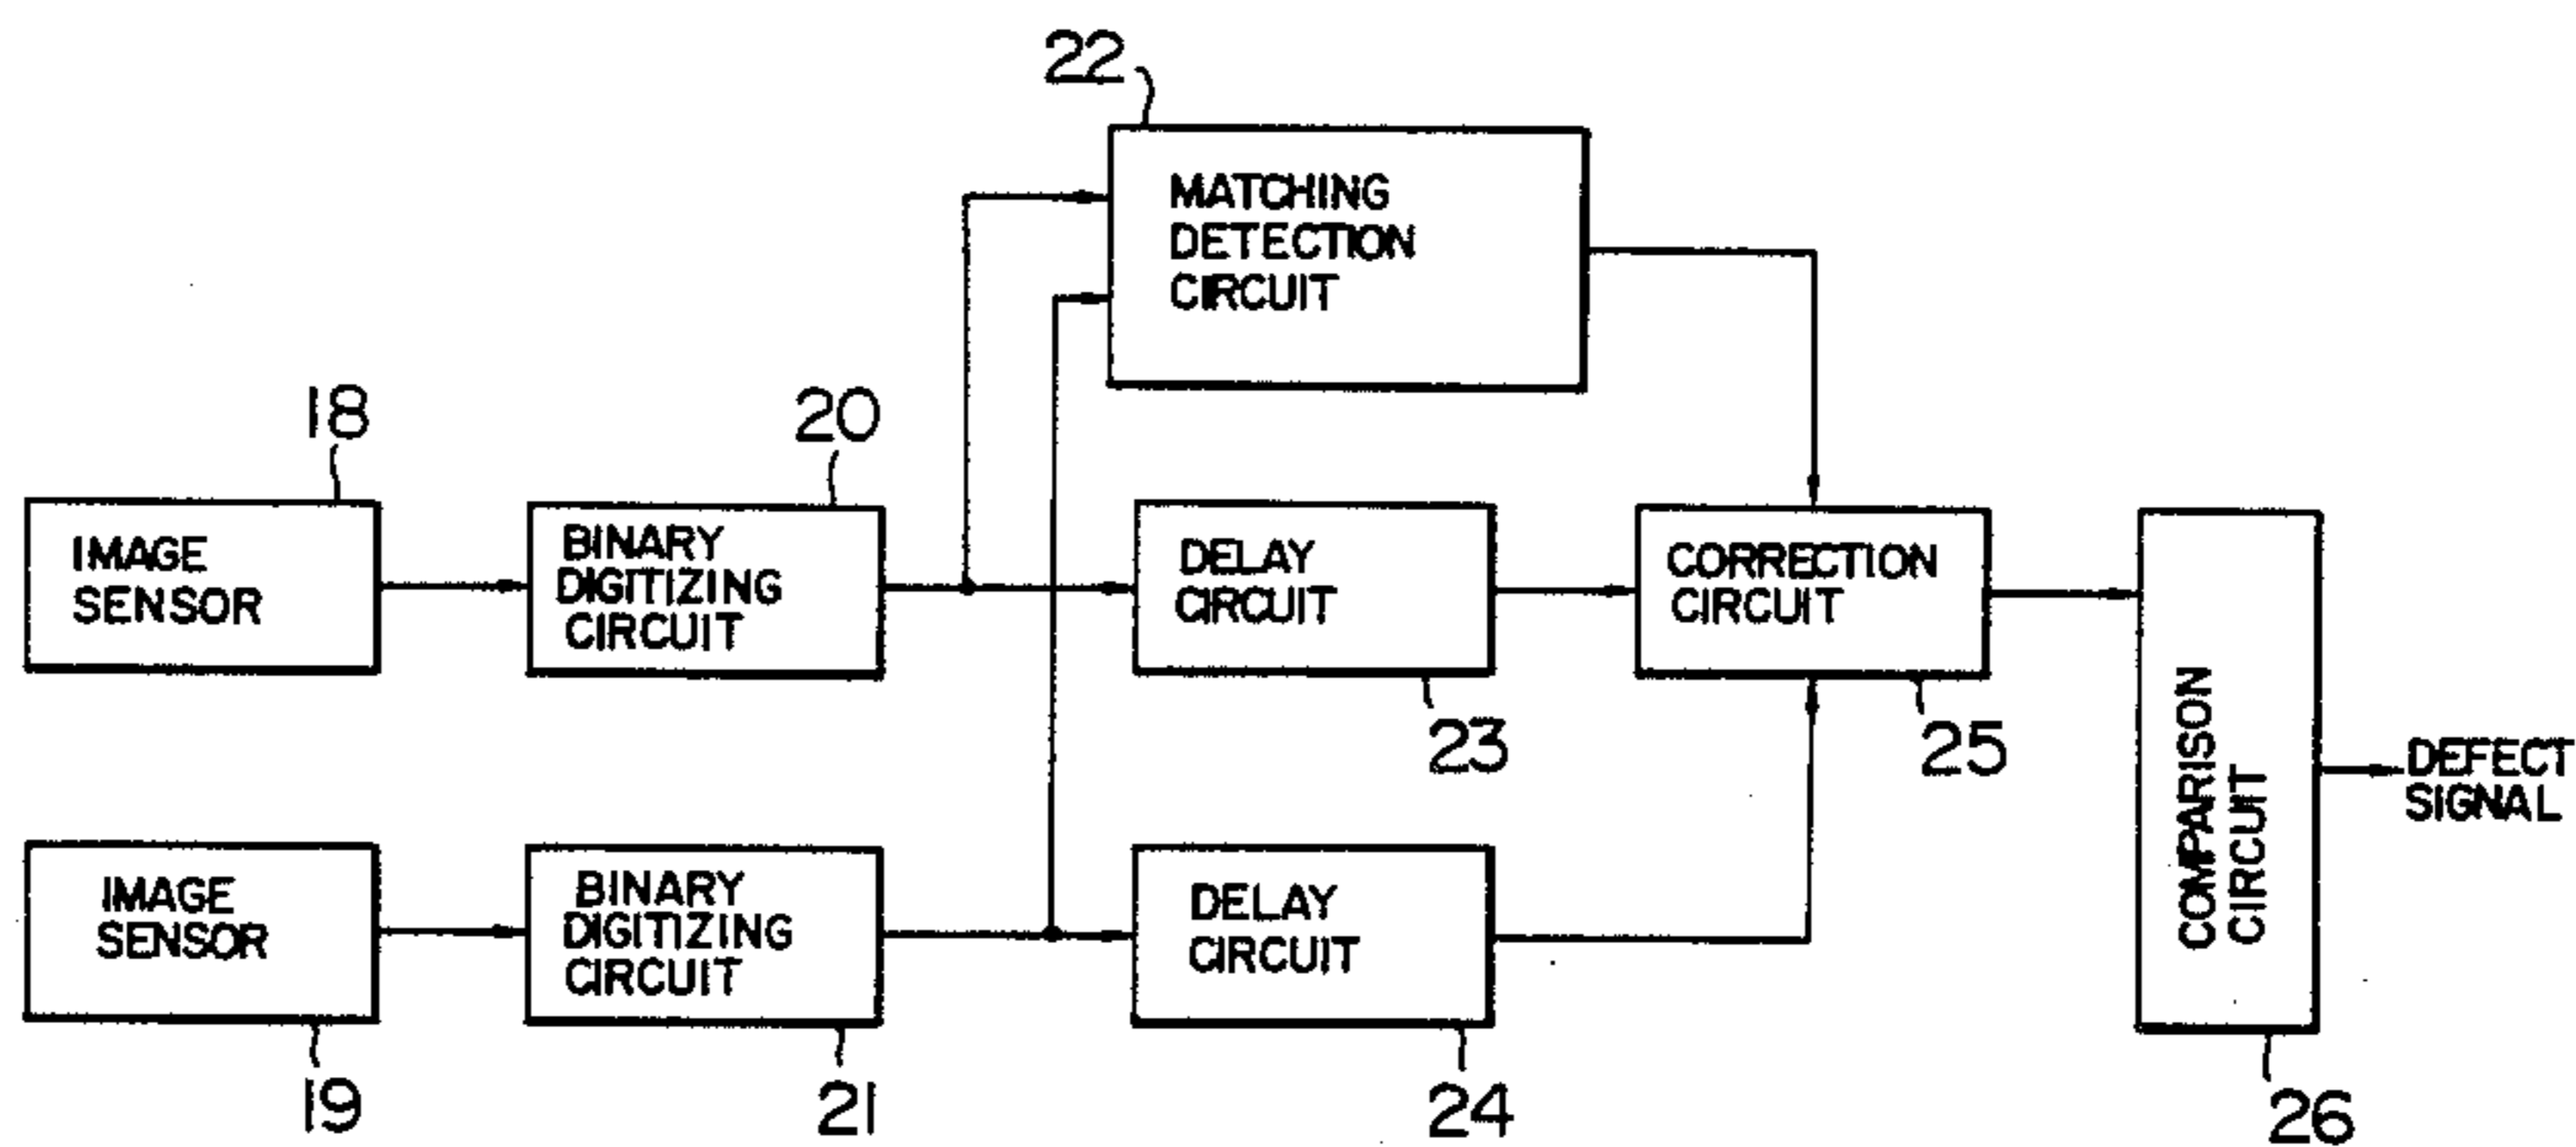 22
MATCHING
DETECTION
CIRCUIT
18
20
IMAGE
SENSOR
BINARY
DIGITIZING
CIRCUIT
DELAY
CIRCUIT
CORRECTION
CIRCUIT
23
25
COMPARISON
CIRCUIT
DEFECT
SIGNAL
IMAGE
SENSOR
BINARY
DIGITIZING
CIRCUIT
DELAY
CIRCUIT
19
21
24
26